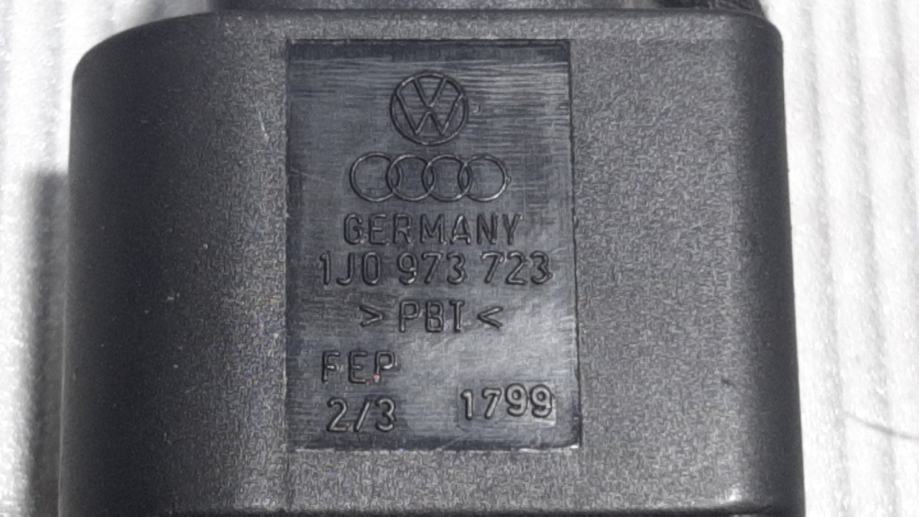 GERMANY
1J0 973 723
> PBT <
FEP
2/3 1799